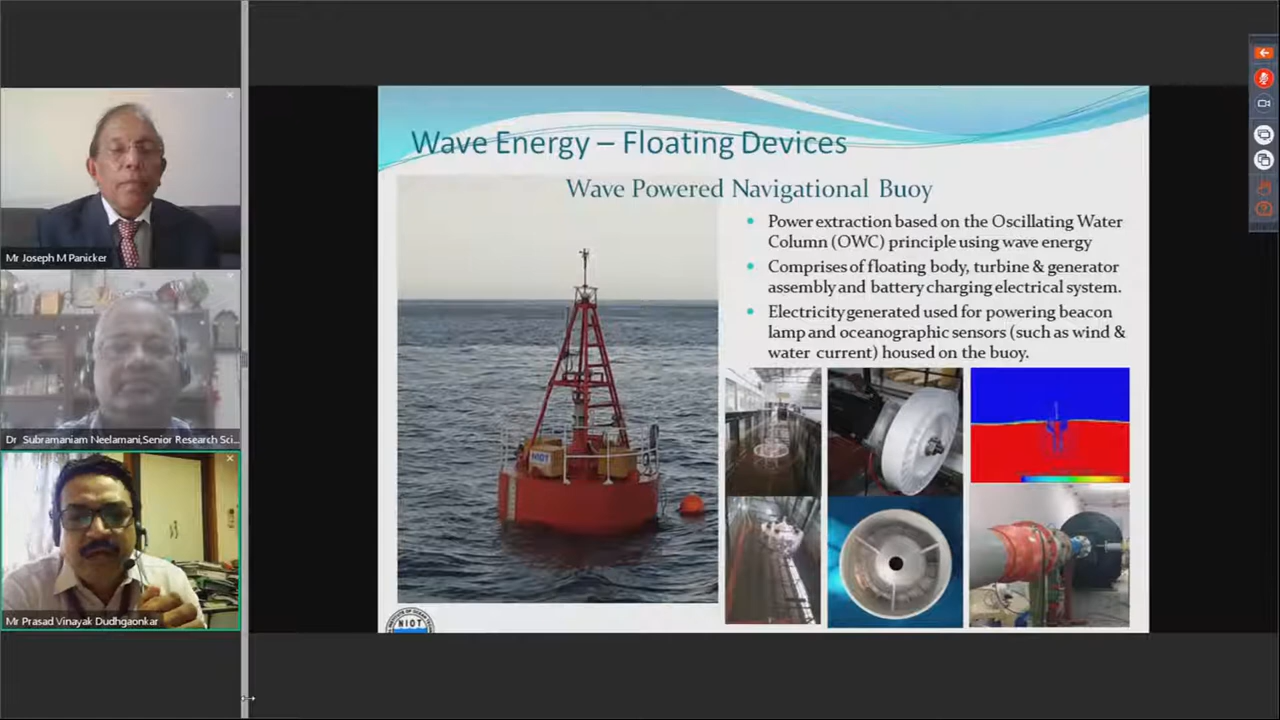 Mr Joseph M Panicker
Dr Subramaniam Neelamani,Senior Research Sci...
Mr Prasad Vinayak Dudhgaonkar
Wave Energy – Floating Devices
Wave Powered Navigational Buoy
Power extraction based on the Oscillating Water
Column (OWC) principle using wave energy
Comprises of floating body, turbine & generator
assembly and battery charging electrical system.
Electricity generated used for powering beacon
lamp and oceanographic sensors (such as wind &
water current) housed on the buoy.
NIOT
NIOT